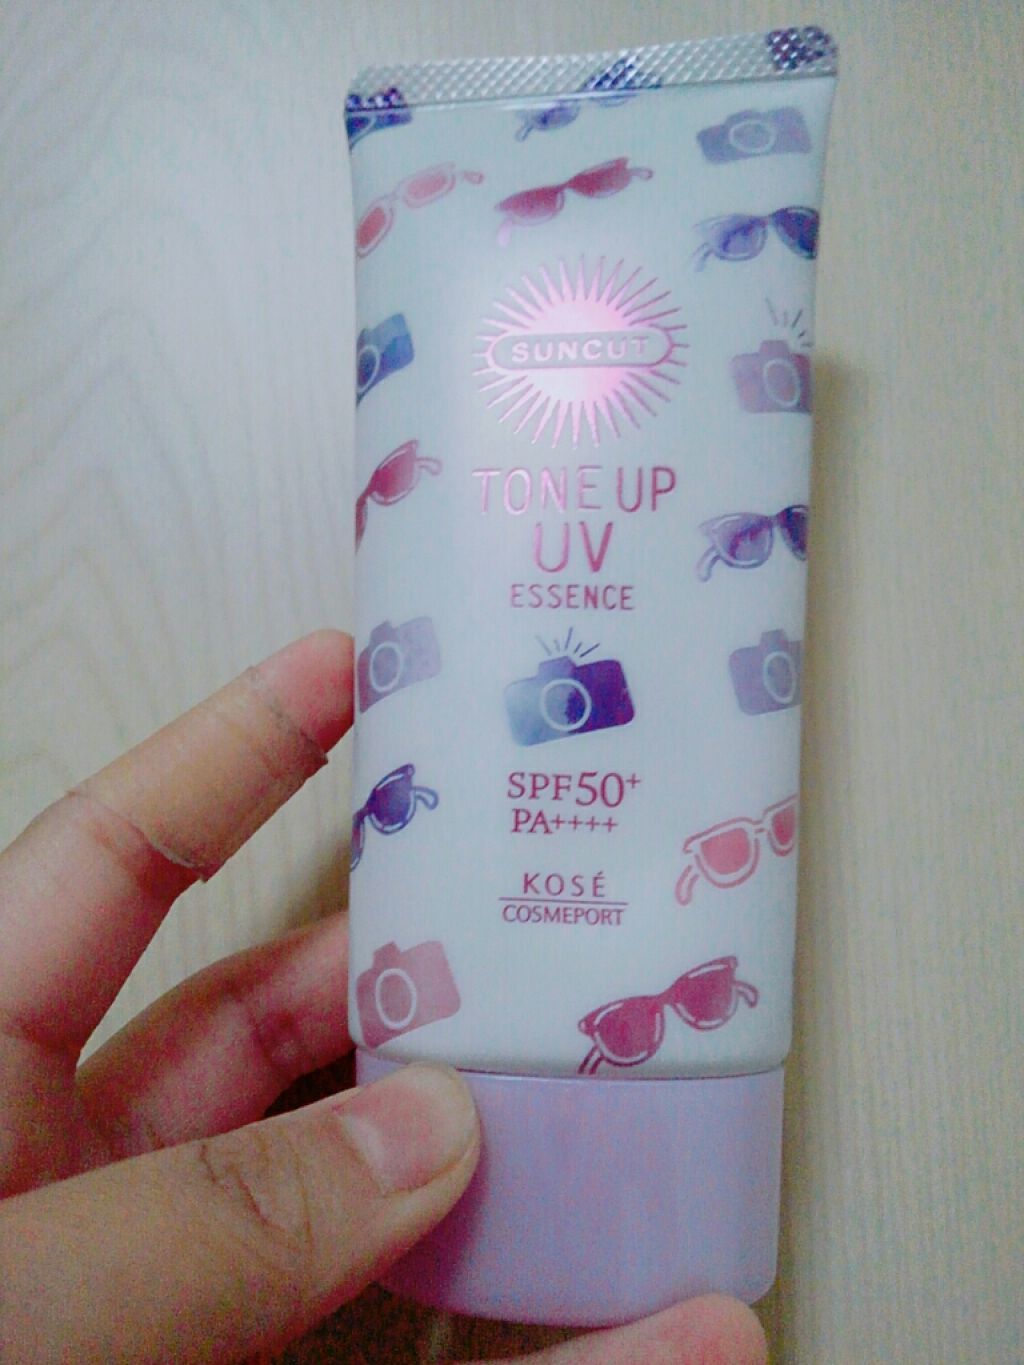 SUNCUT
TONE UP
UV
ESSENCE
SPF50+
PA++++
KOSÉ
COSMEPORT